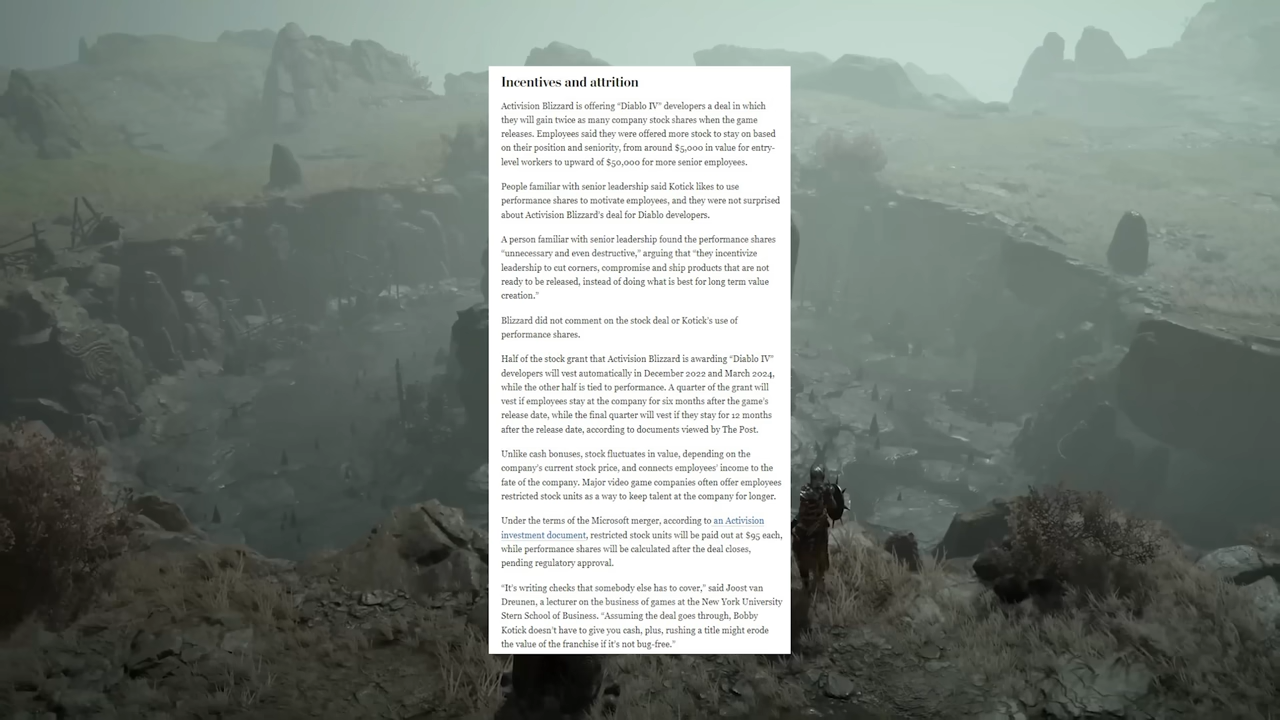 Incentives and attrition
Activision Blizzard is offering “Diablo IV” developers a deal in which
they will gain twice as many company stock shares when the game
releases. Employees said they were offered more stock to stay on based
on their position and seniority, from around $5,000 in value for entry-
level workers to upward of $50,000 for more senior employees.
People familiar with senior leadership said Kotick likes to use
performance shares to motivate employees, and they were not surprised
about Activision Blizzard’s deal for Diablo developers.
A person familiar with senior leadership found the performance shares
“unnecessary and even destructive,” arguing that “they incentivize
leadership to cut corners, compromise and ship products that are not
ready to be released, instead of doing what is best for long term value
creation.”
Blizzard did not comment on the stock deal or Kotick’s use of
performance shares.
Half of the stock grant that Activision Blizzard is awarding “Diablo IV”
developers will vest automatically in December 2022 and March 2024,
while the other half is tied to performance. A quarter of the grant will
vest if employees stay at the company for six months after the game’s
release date, while the final quarter will vest if they stay for 12 months
after the release date, according to documents viewed by The Post.
Unlike cash bonuses, stock fluctuates in value, depending on the
company’s current stock price, and connects employees’ income to the
fate of the company. Major video game companies often offer employees
restricted stock units as a way to keep talent at the company for longer.
Under the terms of the Microsoft merger, according to an Activision
investment document, restricted stock units will be paid out at $95 each,
while performance shares will be calculated after the deal closes,
pending regulatory approval.
“It’s writing checks that somebody else has to cover,” said Joost van
Dreunen, a lecturer on the business of games at the New York University
Stern School of Business. “Assuming the deal goes through, Bobby
Kotick doesn’t have to give you cash, plus, rushing a title might erode
the value of the franchise if it’s not bug-free.”